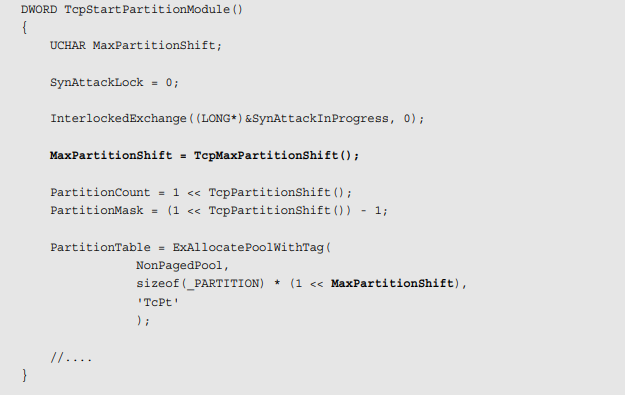 DWORD TcpStartPartitionModule()
{
UCHAR MaxPartitionShift;
SynAttackLock = 0;
InterlockedExchange((LONG*)&SynAttackInProgress, 0);
MaxPartitionShift = TcpMaxPartitionShift();
PartitionCount = 1 << TcpPartitionShift();
PartitionMask = (1 << TcpPartitionShift()) - 1;
PartitionTable = ExAllocatePoolWithTag(
NonPagedPool,
sizeof(_PARTITION) * (1 << MaxPartitionShift),
'TcPt'
);
//....
}